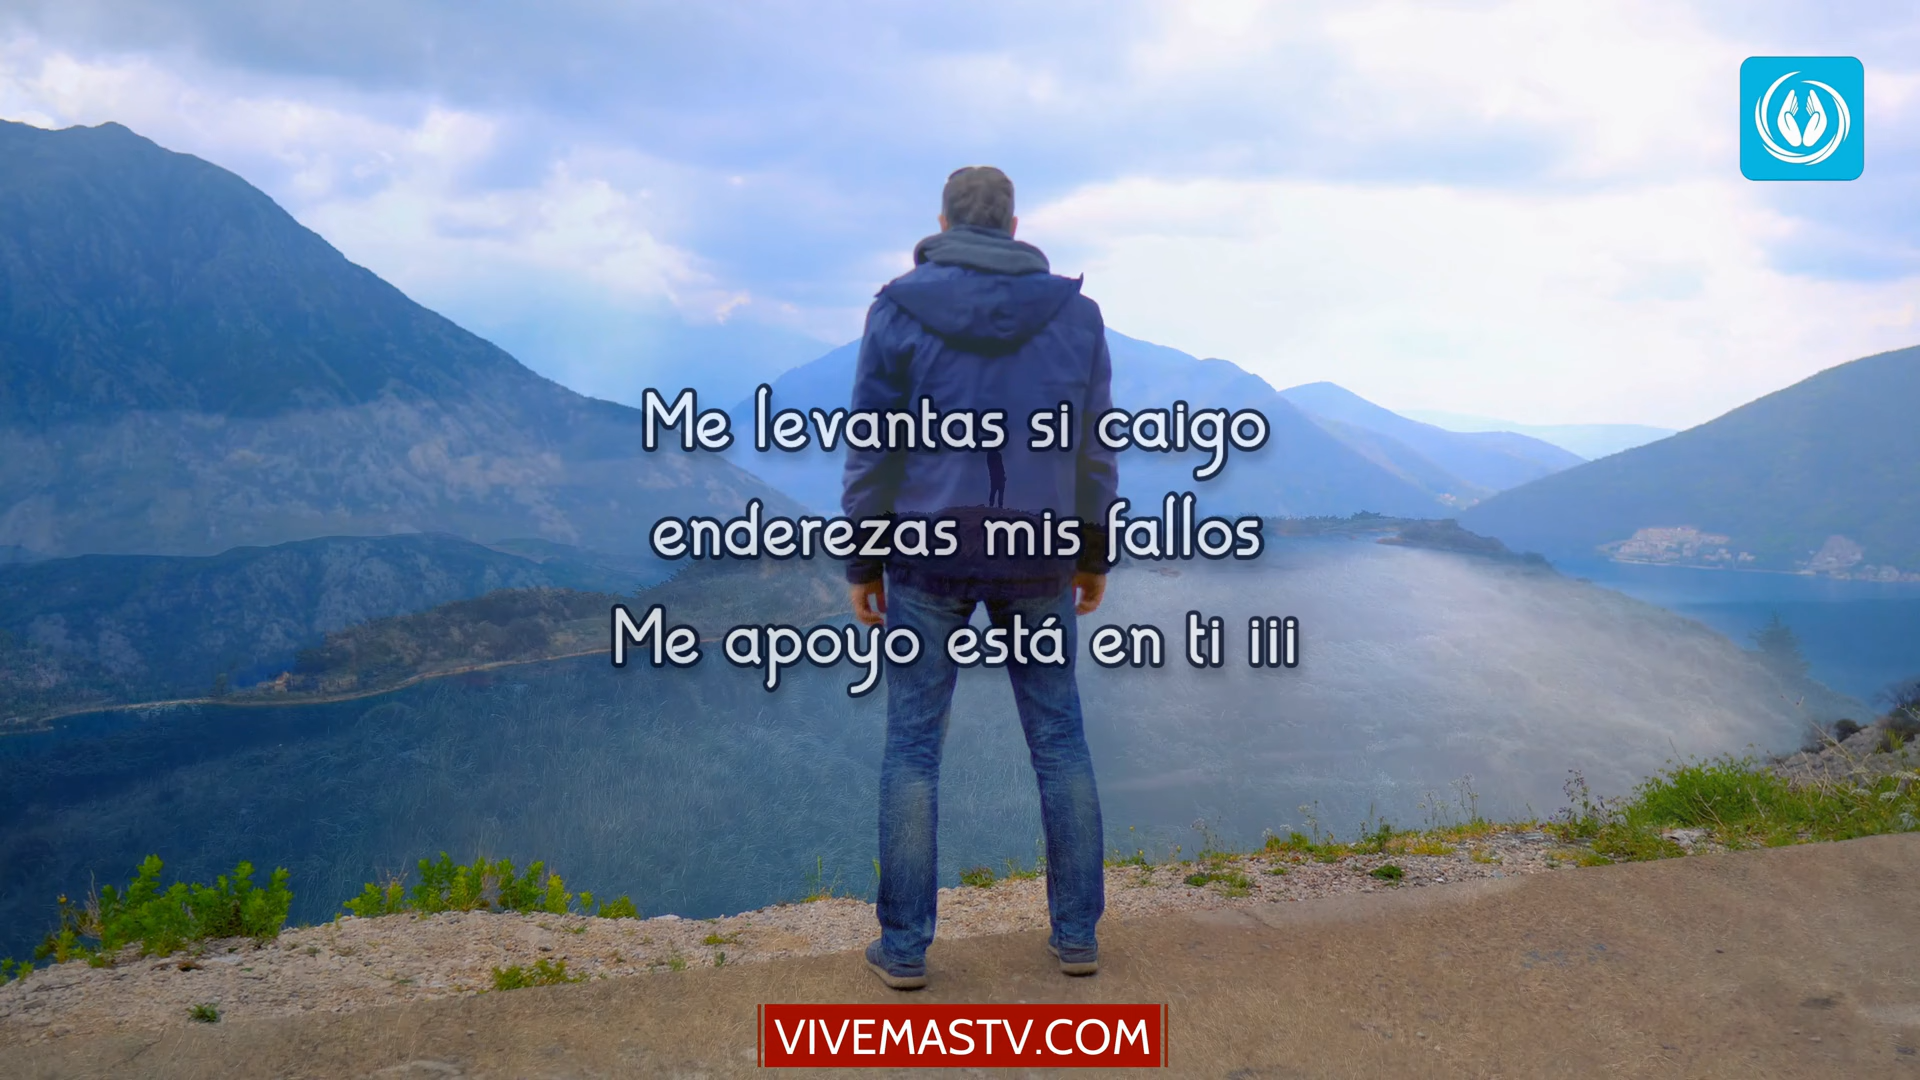 Me levantas si caigo
enderezas mis fallos
Me apoyo está en ti iii
VIVEMASTV.COM